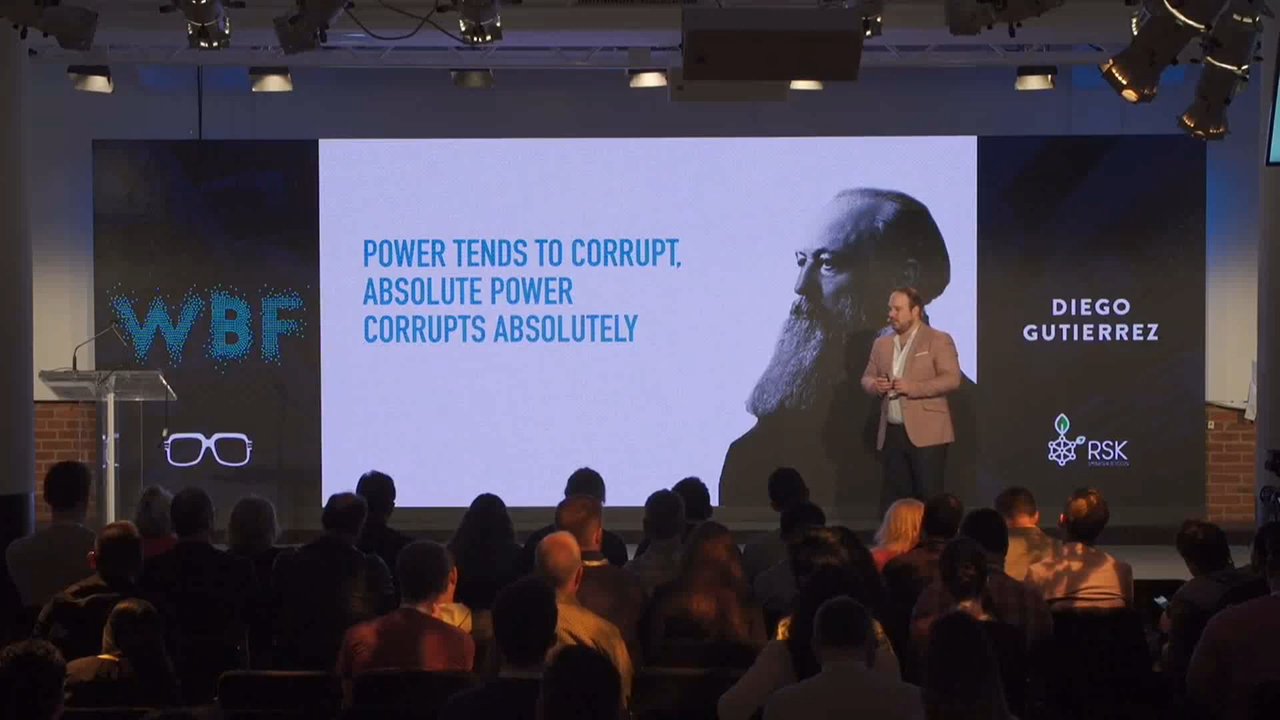 WBF
POWER TENDS TO CORRUPT,
ABSOLUTE POWER
CORRUPTS ABSOLUTELY
DIEGO
GUTIERREZ
RSK